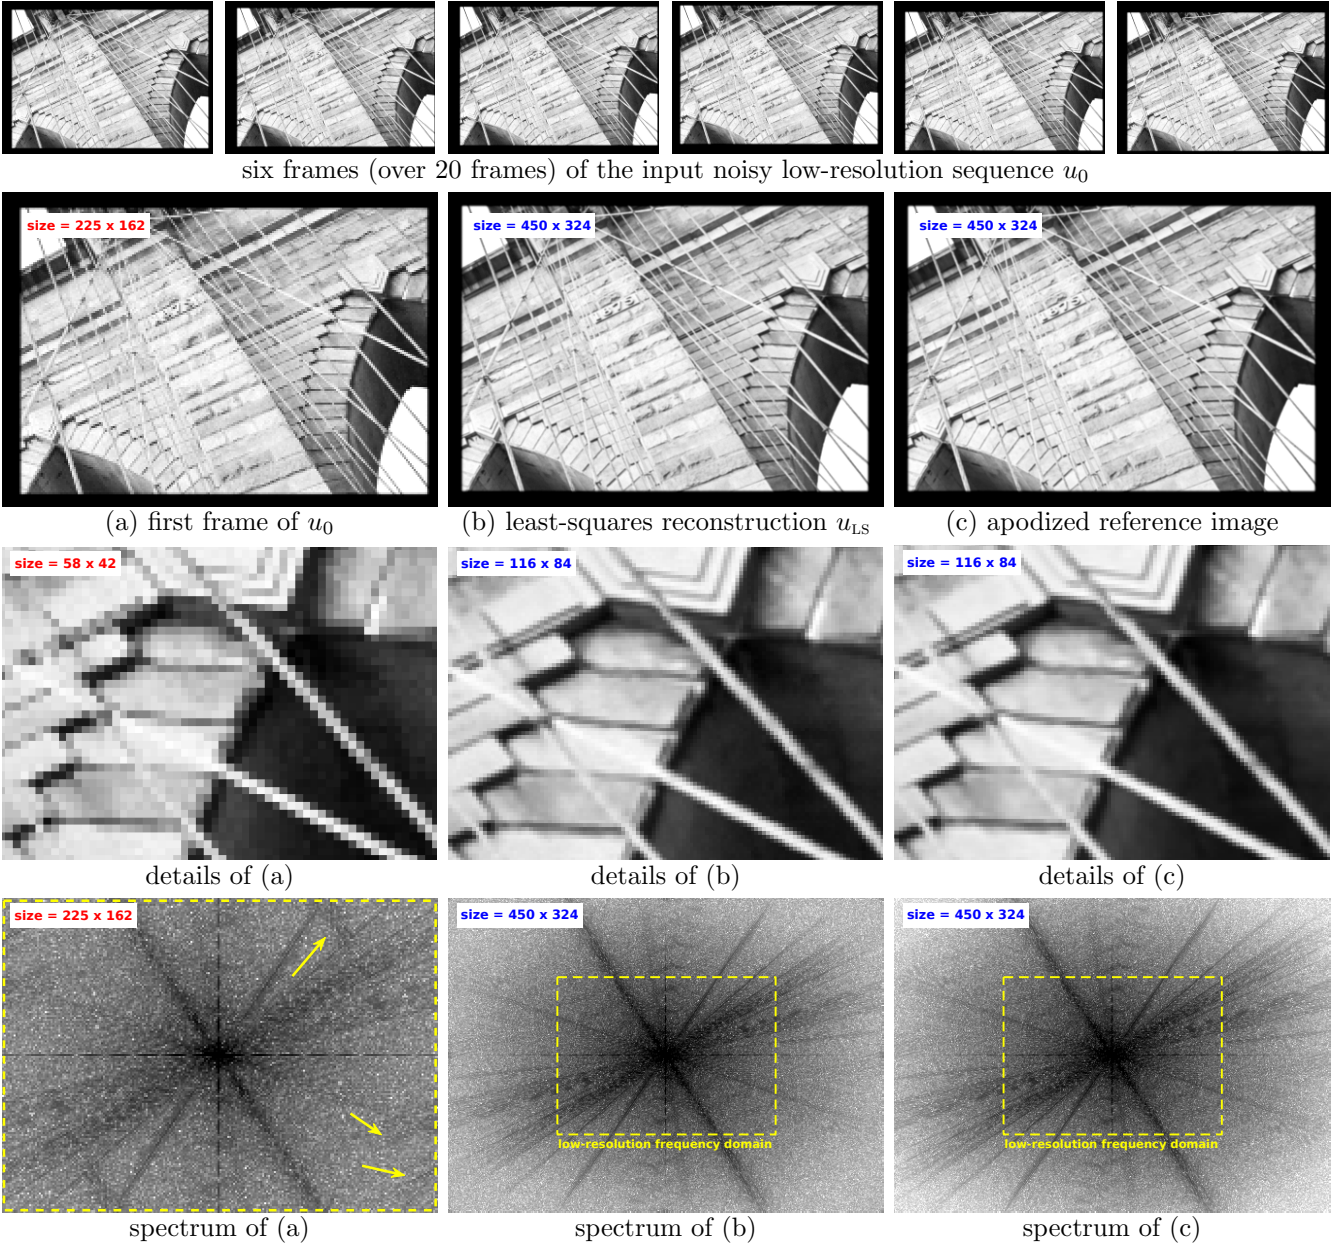 six frames (over 20 frames) of the input noisy low-resolution sequence u₀
size = 225 x 162
size = 450 x 324
size = 450 x 324
(a) first frame of u₀
(b) least-squares reconstruction u_LS
(c) apodized reference image
size = 58 x 42
size = 116 x 84
size = 116 x 84
details of (a)
details of (b)
details of (c)
size = 225 x 162
size = 450 x 324
size = 450 x 324
low-resolution frequency domain
low-resolution frequency domain
spectrum of (a)
spectrum of (b)
spectrum of (c)